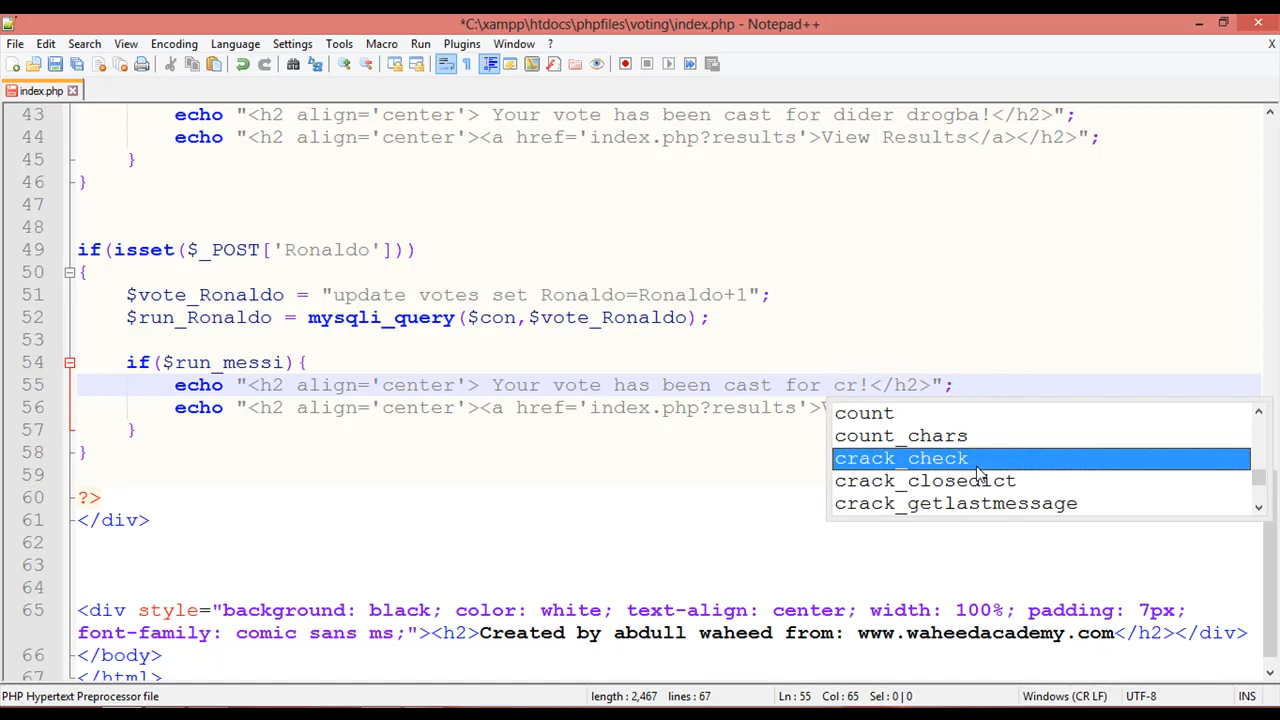 *C:\xampp\htdocs\phpfiles\voting\index.php - Notepad++
File Edit Search View Encoding Language Settings Tools Macro Run Plugins Window ? X
index.php
43 echo "<h2 align='center'> Your vote has been cast for dider drogba!</h2>";
44 echo "<h2 align='center'><a href='index.php?results'>View Results</a></h2>";
45 }
46 }
47
48
49 if(isset($_POST['Ronaldo']))
50 {
51 $vote_Ronaldo = "update votes set Ronaldo=Ronaldo+1";
52 $run_Ronaldo = mysqli_query($con,$vote_Ronaldo);
53
54 if($run_messi){
55 echo "<h2 align='center'> Your vote has been cast for cr!</h2>";
56 echo "<h2 align='center'><a href='index.php?results'>
57 }
58 }
59
60 ?>
61 </div>
62
63
64
65 <div style="background: black; color: white; text-align: center; width: 100%; padding: 7px;
font-family: comic sans ms;"><h2>Created by abdull waheed from: www.waheedacademy.com</h2></div>
66 </body>
67 </html>
count
count_chars
crack_check
crack_closedict
crack_getlastmessage
PHP Hypertext Preprocessor file length : 2,467 lines : 67 Ln : 55 Col : 65 Sel : 0 | 0 Windows (CR LF) UTF-8 INS